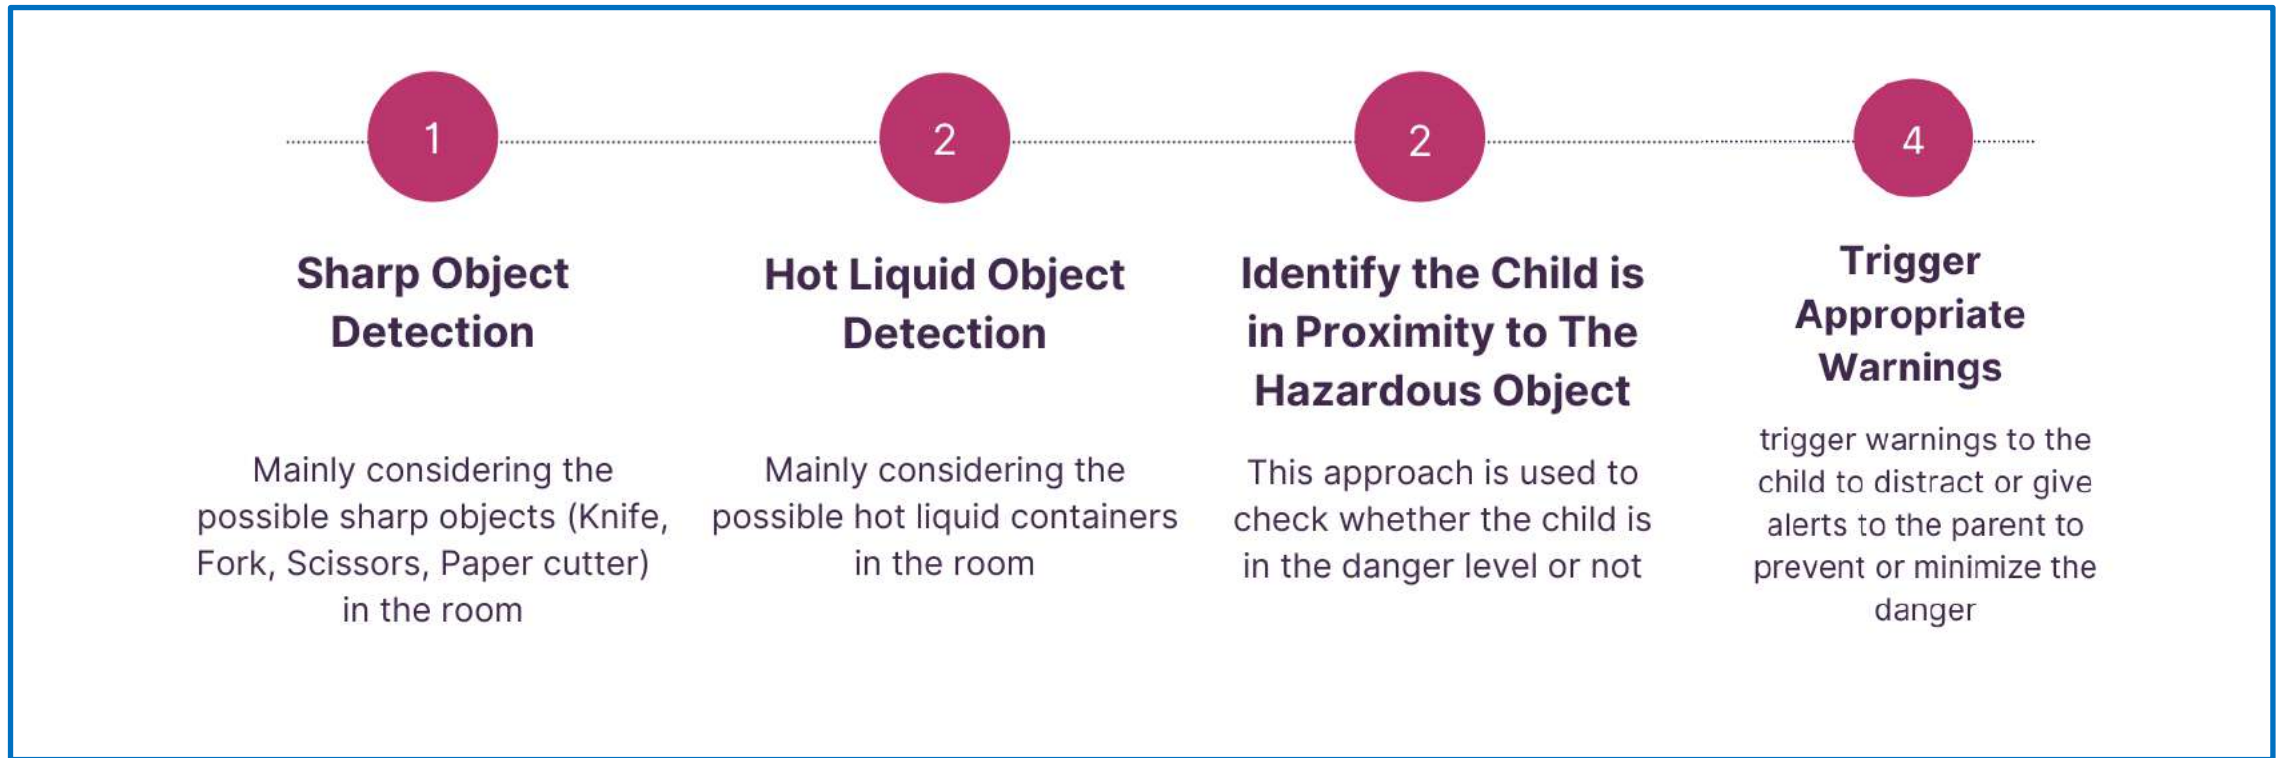 1
Sharp Object
Detection
Mainly considering the
possible sharp objects (Knife,
Fork, Scissors, Paper cutter)
in the room
2
Hot Liquid Object
Detection
Mainly considering the
possible hot liquid containers
in the room
2
Identify the Child is
in Proximity to The
Hazardous Object
This approach is used to
check whether the child is
in the danger level or not
4
Trigger
Appropriate
Warnings
trigger warnings to the
child to distract or give
alerts to the parent to
prevent or minimize the
danger